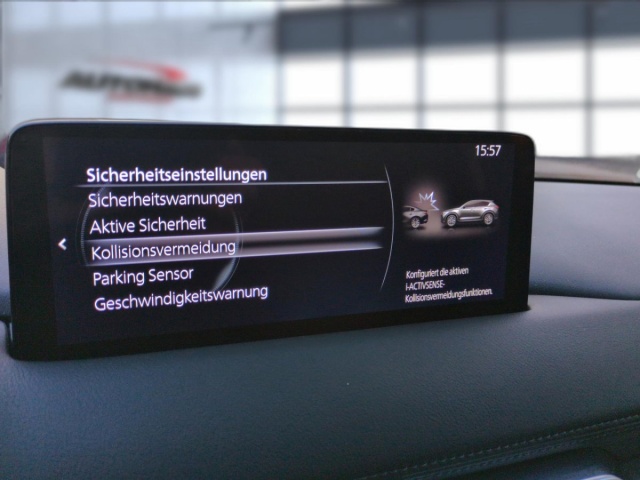 15:57
Sicherheitseinstellungen
Sicherheitswarnungen
Aktive Sicherheit
Kollisionsvermeidung
Parking Sensor
Geschwindigkeitswarnung
Konfiguriert die aktiven
i-ACTIVSENSE-
Kollisionsvermeidungsfunktionen.